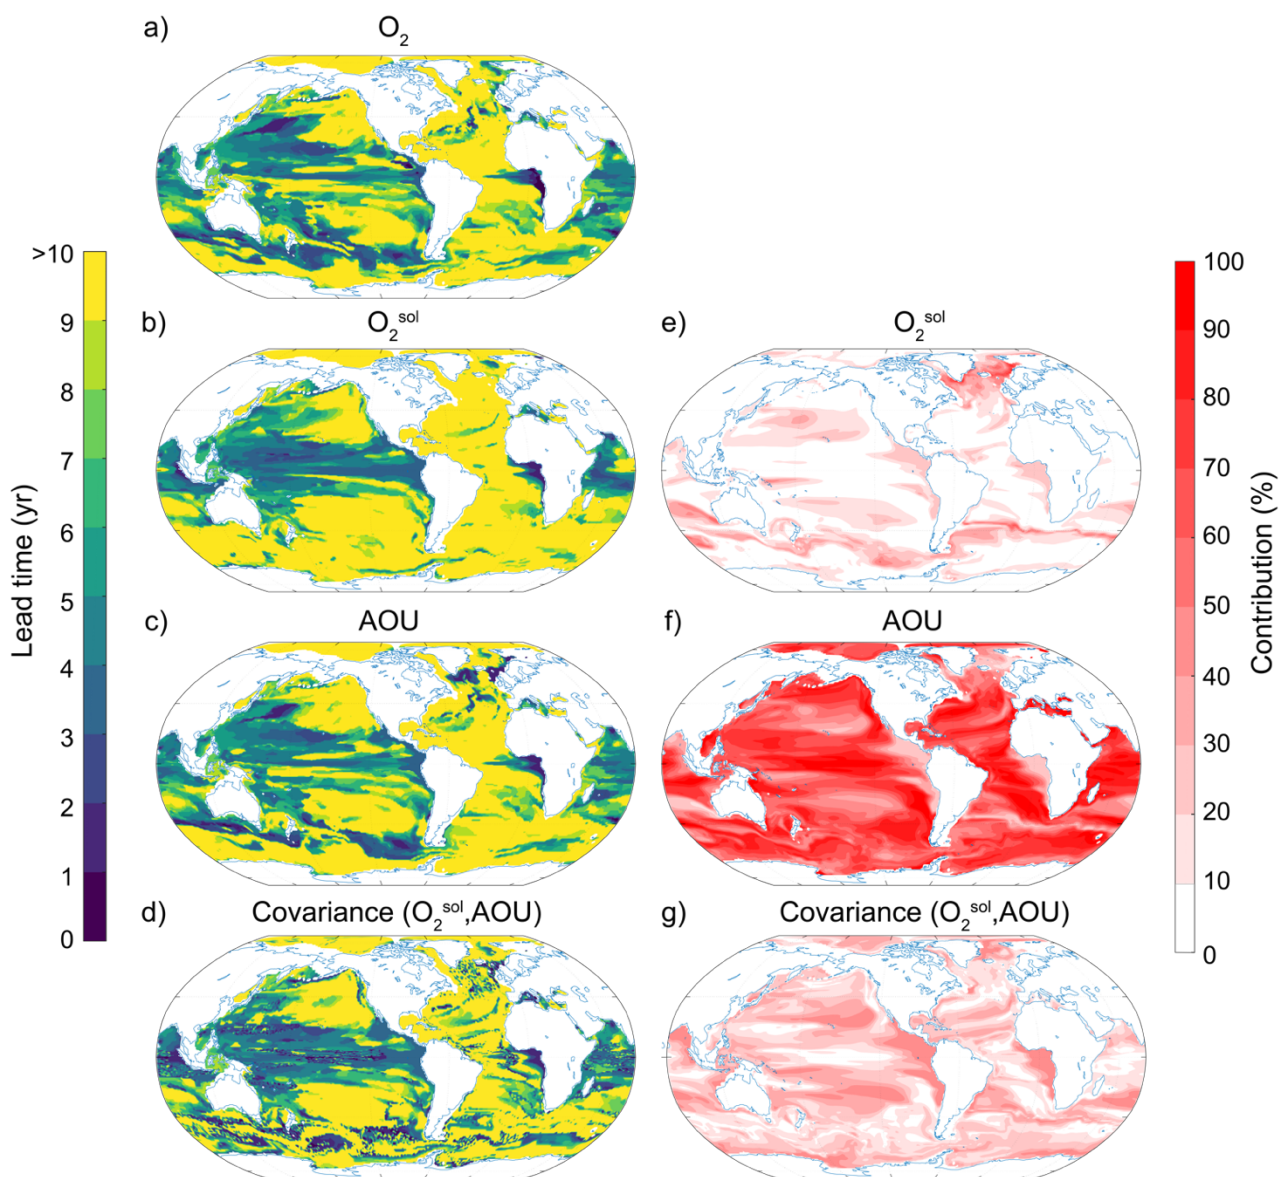 a) O₂
b) O₂ˢᵒˡ
e) O₂ˢᵒˡ
c) AOU
f) AOU
d) Covariance (O₂ˢᵒˡ,AOU)
g) Covariance (O₂ˢᵒˡ,AOU)
Lead time (yr)
>10
9
8
7
6
5
4
3
2
1
0
Contribution (%)
100
90
80
70
60
50
40
30
20
10
0